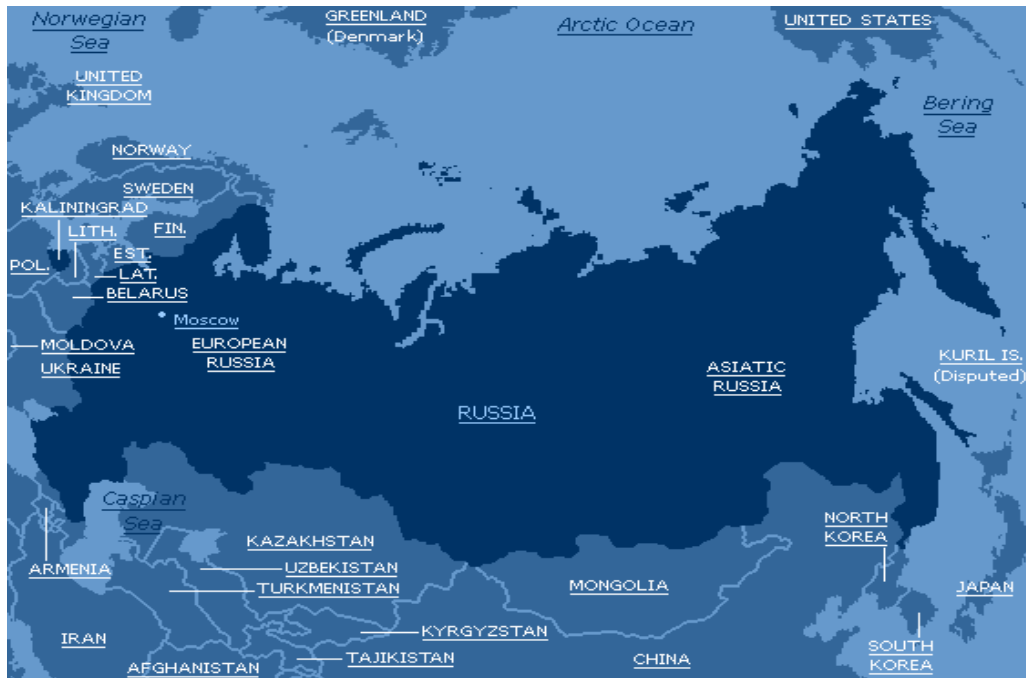 Norwegian
Sea
GREENLAND
(Denmark)
Arctic Ocean
UNITED STATES
UNITED
KINGDOM
Bering
Sea
NORWAY
SWEDEN
KALININGRAD
LITH.
FIN.
EST.
POL.
LAT.
BELARUS
Moscow
MOLDOVA
EUROPEAN
RUSSIA
UKRAINE
ASIATIC
RUSSIA
KURIL IS.
(Disputed)
RUSSIA
Caspian
Sea
NORTH
KOREA
KAZAKHSTAN
ARMENIA
UZBEKISTAN
TURKMENISTAN
MONGOLIA
JAPAN
IRAN
KYRGYZSTAN
SOUTH
KOREA
AFGHANISTAN
TAJIKISTAN
CHINA